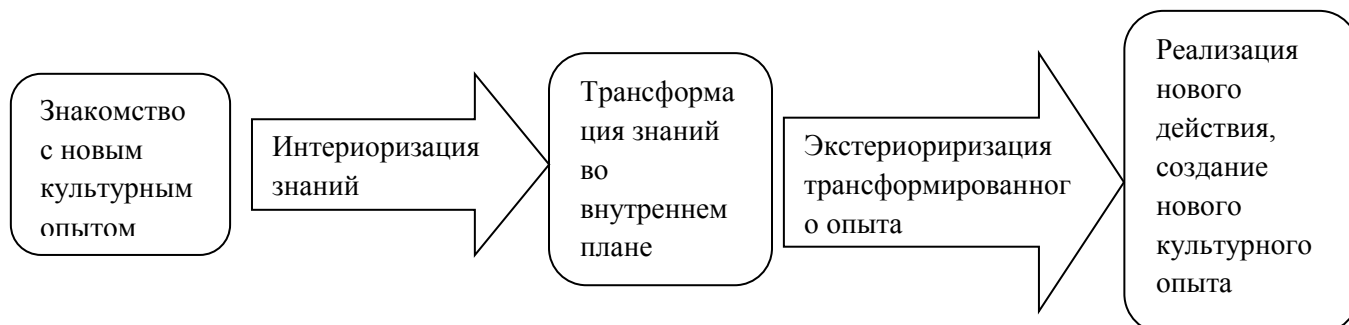 Знакомство
с новым
культурным
опытом
Интериоризация
знаний
Трансформа
ция знаний
во
внутреннем
плане
Экстериориризация
трансформированног
о опыта
Реализация
нового
действия,
создание
нового
культурного
опыта